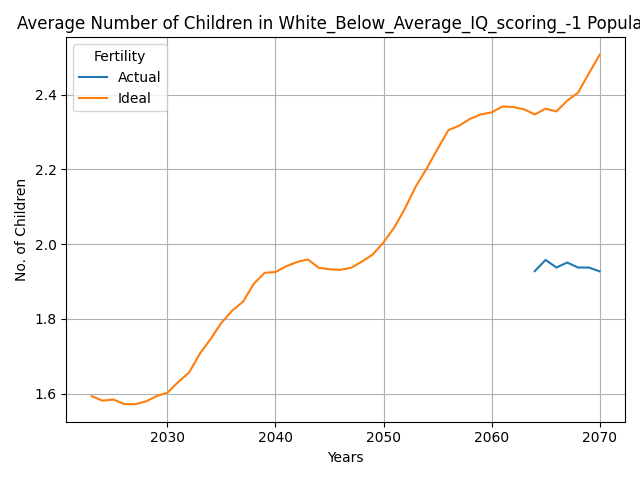 Average Number of Children in White_Below_Average_IQ_scoring_-1 Popula
Fertility
Actual
Ideal
2.4
2.2
2.0
1.8
1.6
No. of Children
2030 2040 2050 2060 2070
Years